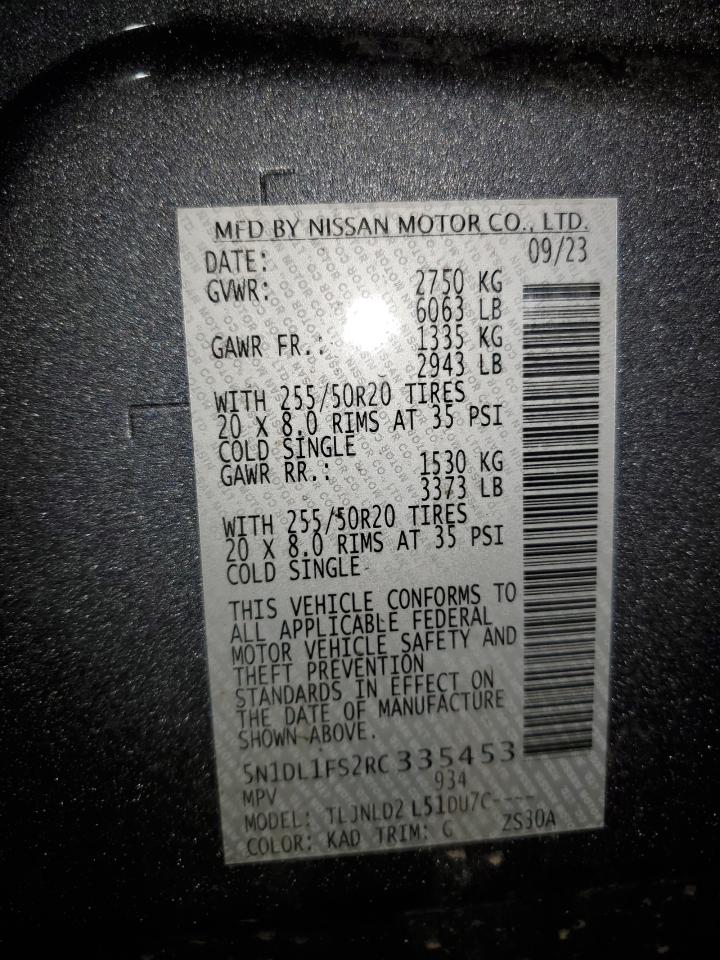 MFD BY NISSAN MOTOR CO., LTD.
DATE: 09/23
GVWR: 2750 KG
6063 LB
GAWR FR.: 1335 KG
2943 LB
WITH 255/50R20 TIRES
20 X 8.0 RIMS AT 35 PSI
COLD SINGLE
GAWR RR.: 1530 KG
3373 LB
WITH 255/50R20 TIRES
20 X 8.0 RIMS AT 35 PSI
COLD SINGLE
THIS VEHICLE CONFORMS TO
ALL APPLICABLE FEDERAL
MOTOR VEHICLE SAFETY AND
THEFT PREVENTION
STANDARDS IN EFFECT ON
THE DATE OF MANUFACTURE
SHOWN ABOVE.
5N1DL1FS2RC335453
MPV 934
MODEL: TLJNLD2 L51DU7C----
COLOR: KAD TRIM: G ZS30A